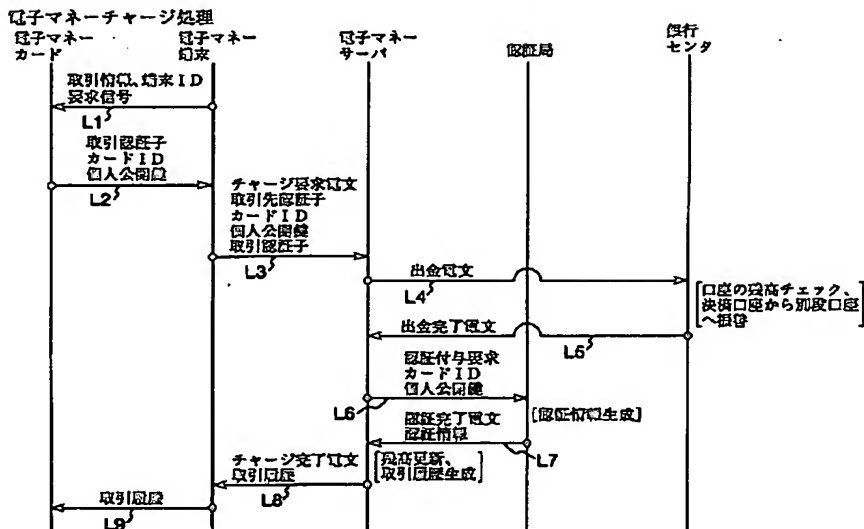 電子マネーチャージ処理
電子マネー
カード
電子マネー
端末
電子マネー
サーバ
認証局
銀行
センタ
取引情報、端末ID
要求信号
L1
取引認証子
カードID
個人公開鍵
L2
チャージ要求電文
取引先認証子
カードID
個人公開鍵
取引認証子
L3
出金電文
L4
[口座の残高チェック、
決済口座から別段口座
へ振替]
出金完了電文
L5
認証付与要求
カードID
個人公開鍵
L6
[認証情報生成]
認証完了電文
認証情報
L7
[残高更新、
取引履歴生成]
チャージ完了電文
取引履歴
L8
取引履歴
L9